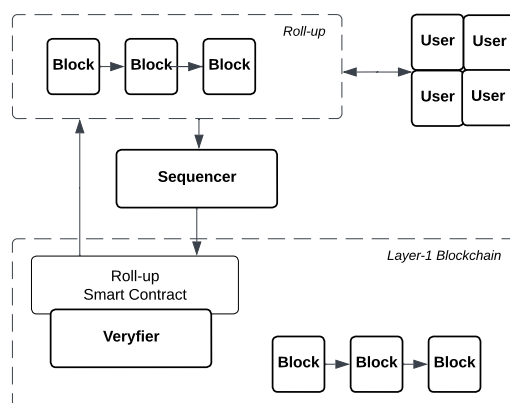 Roll-up
Block
Block
Block
User
User
User
User
Sequencer
Layer-1 Blockchain
Roll-up
Smart Contract
Veryfier
Block
Block
Block